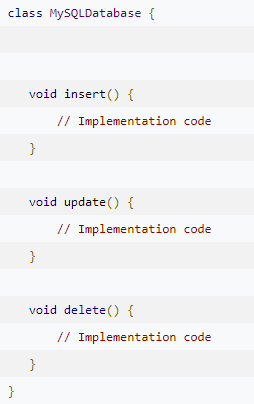 class MySQLDatabase {
void insert() {
// Implementation code
}
void update() {
// Implementation code
}
void delete() {
// Implementation code
}
}